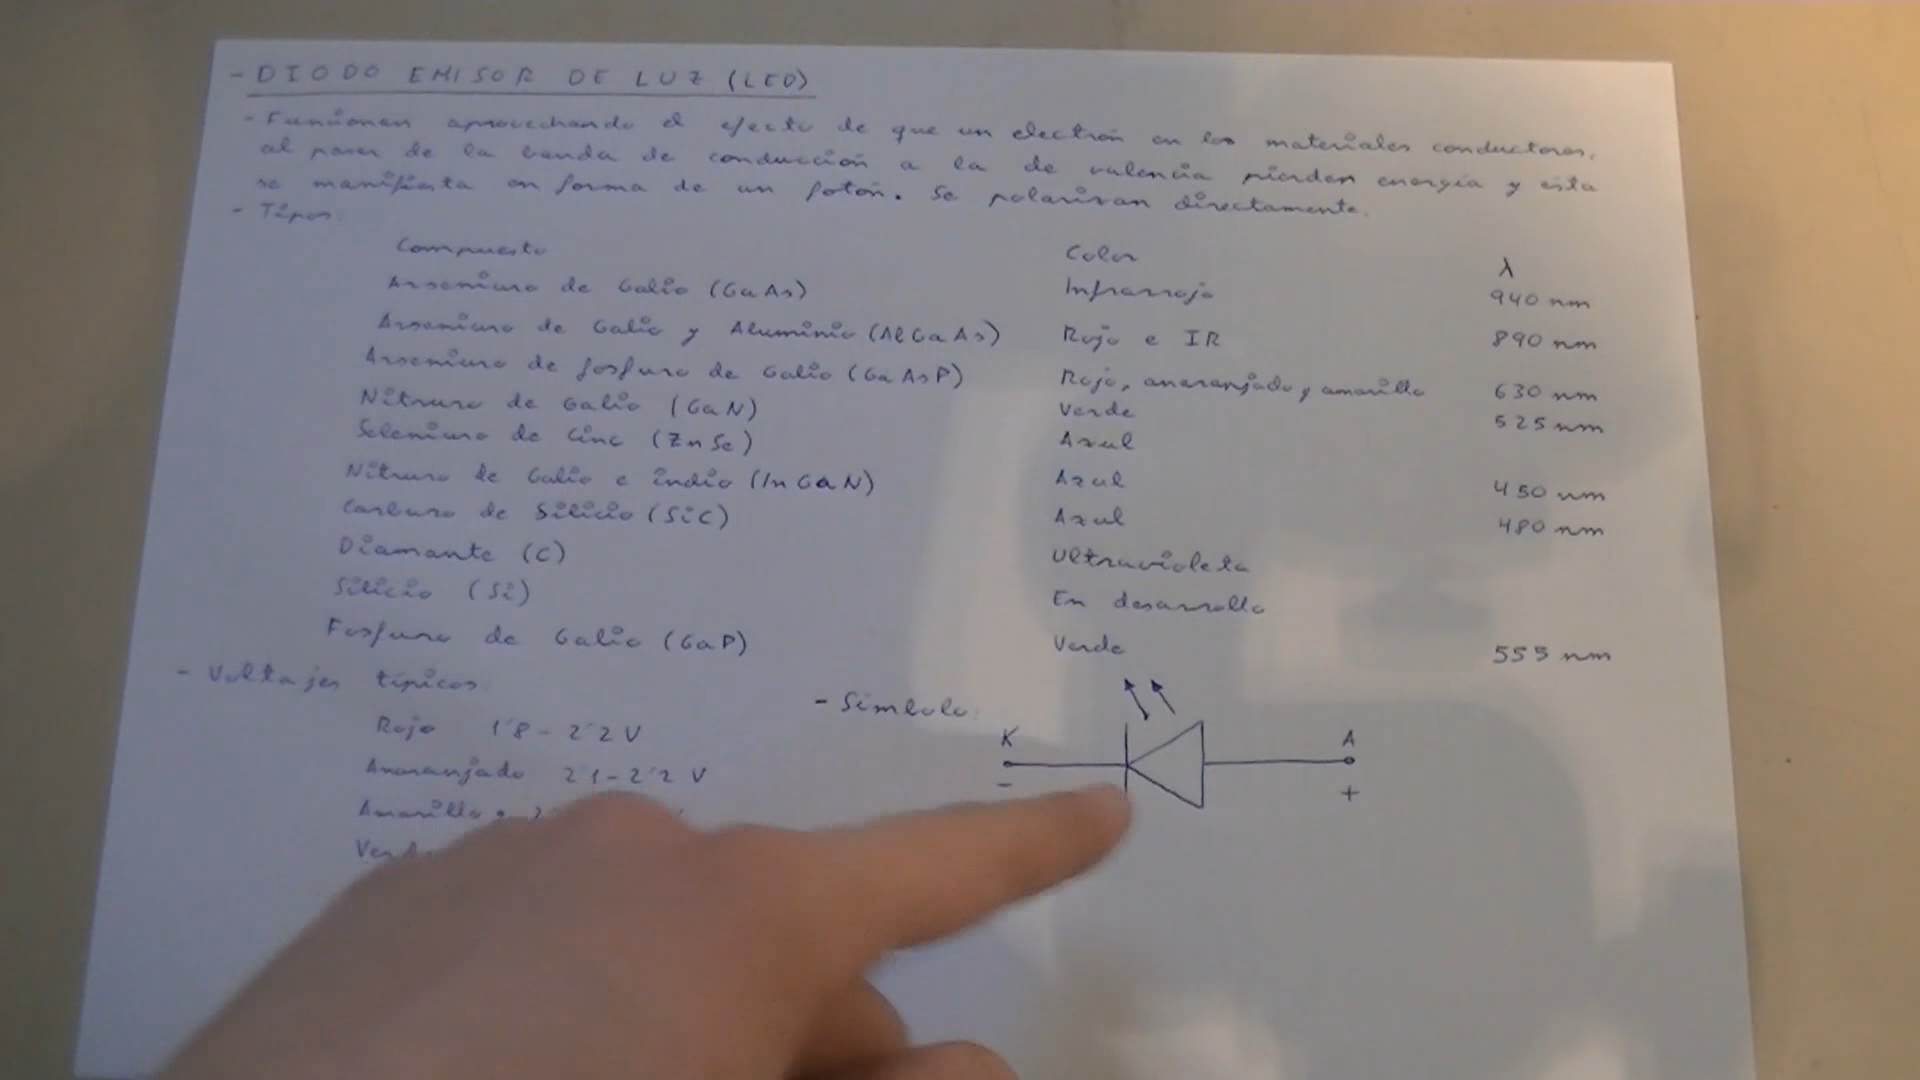 - DIODO EMISOR DE LUZ (LED)
- Funcionan aprovechando el efecto de que un electrón en los materiales conductores,
al pasar de la banda de conducción a la de valencia pierden energía y esta
se manifiesta en forma de un fotón. Se polarizan directamente.
- Tipos:
Compuesto Color λ
Arseniuro de Galio (GaAs) Infrarrojo 940 nm
Arseniuro de Galio y Aluminio (AlGaAs) Rojo e IR 890 nm
Arseniuro de fosfuro de Galio (GaAsP) Rojo, anaranjado y amarillo 630 nm
Nitruro de Galio (GaN) Verde 525 nm
Seleniuro de Cinc (ZnSe) Azul
Nitruro de Galio e indio (InGaN) Azul 450 nm
Carburo de Silicio (SiC) Azul 480 nm
Diamante (C) Ultravioleta
Silicio (Si) En desarrollo
Fosfuro de Galio (GaP) Verde 555 nm
- Voltajes típicos:
Rojo 1'8 - 2'2 V
Anaranjado 2'1 - 2'2 V
Amarillo
- Símbolo:
K A
- +